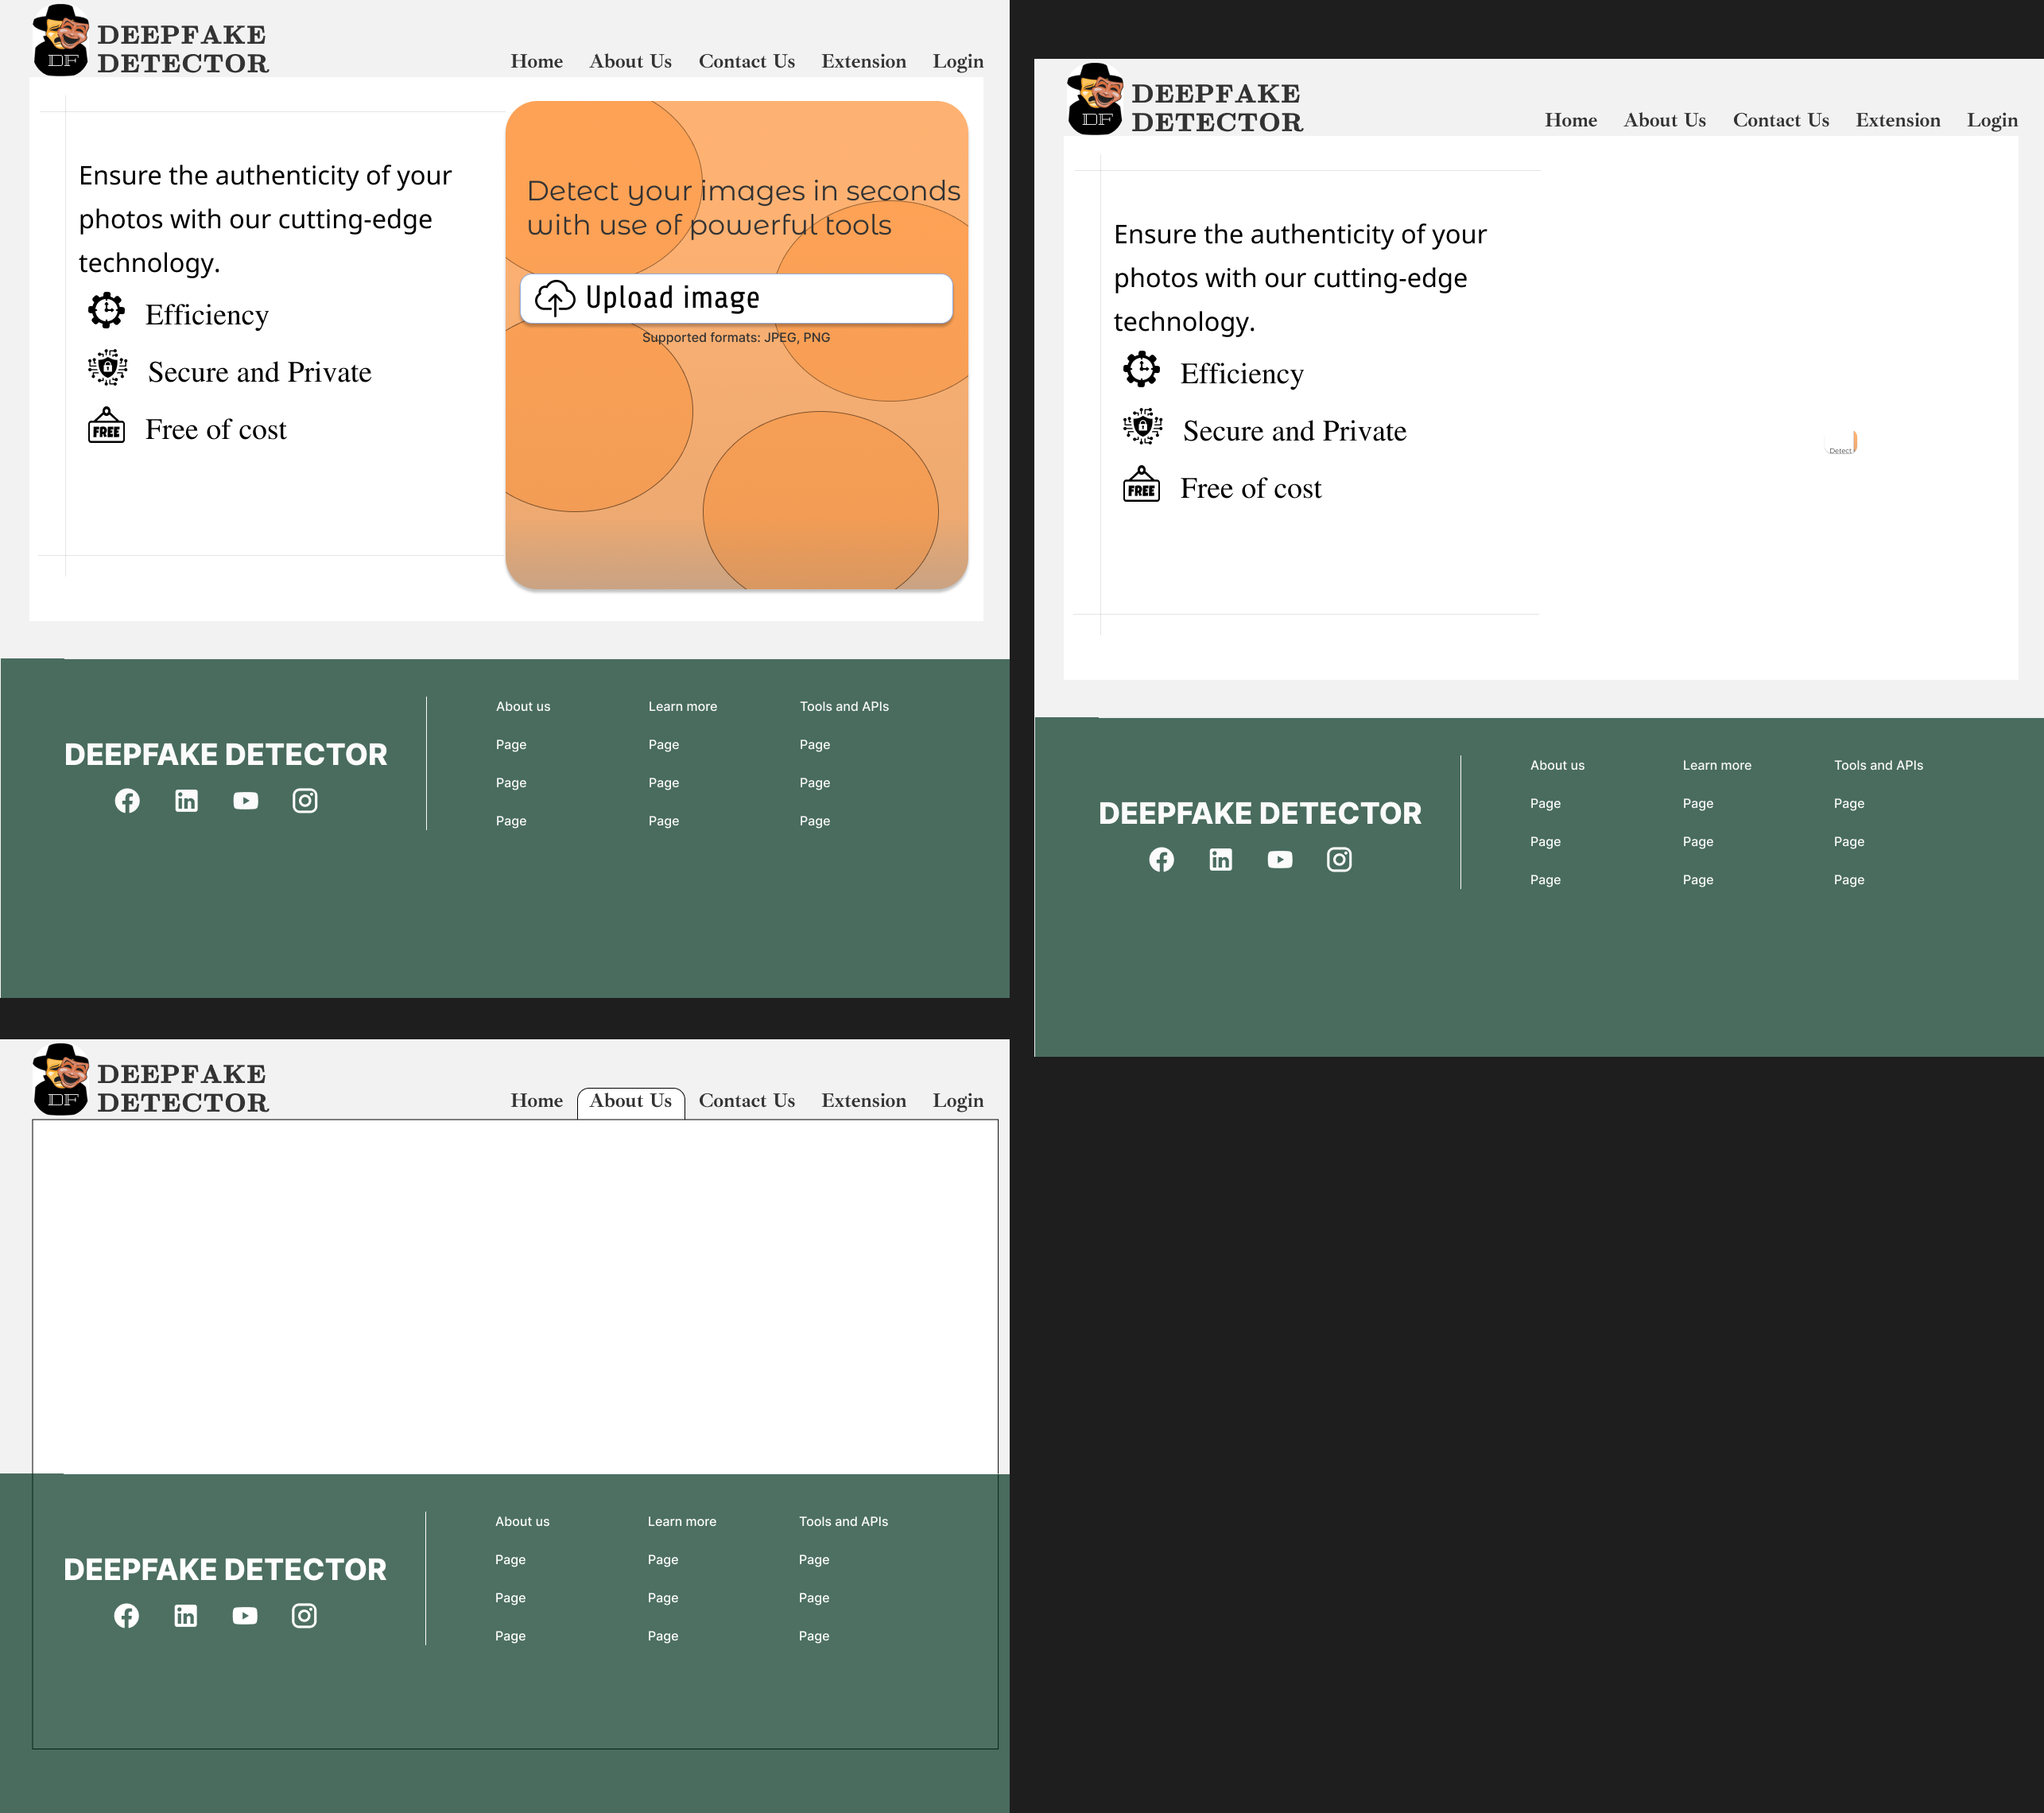 DEEPFAKE
DETECTOR
DF
Home About Us Contact Us Extension Login
Ensure the authenticity of your
photos with our cutting-edge
technology.
Efficiency
Secure and Private
FREE
Free of cost
Detect your images in seconds
with use of powerful tools
Upload image
Supported formats: JPEG, PNG
DEEPFAKE DETECTOR
in
About us Learn more Tools and APIs
Page Page Page
Page Page Page
Page Page Page
DEEPFAKE
DETECTOR
DF
Home About Us Contact Us Extension Login
Ensure the authenticity of your
photos with our cutting-edge
technology.
Efficiency
Secure and Private
FREE
Free of cost
Detect
DEEPFAKE DETECTOR
in
About us Learn more Tools and APIs
Page Page Page
Page Page Page
Page Page Page
DEEPFAKE
DETECTOR
DF
Home About Us Contact Us Extension Login
DEEPFAKE DETECTOR
in
About us Learn more Tools and APIs
Page Page Page
Page Page Page
Page Page Page